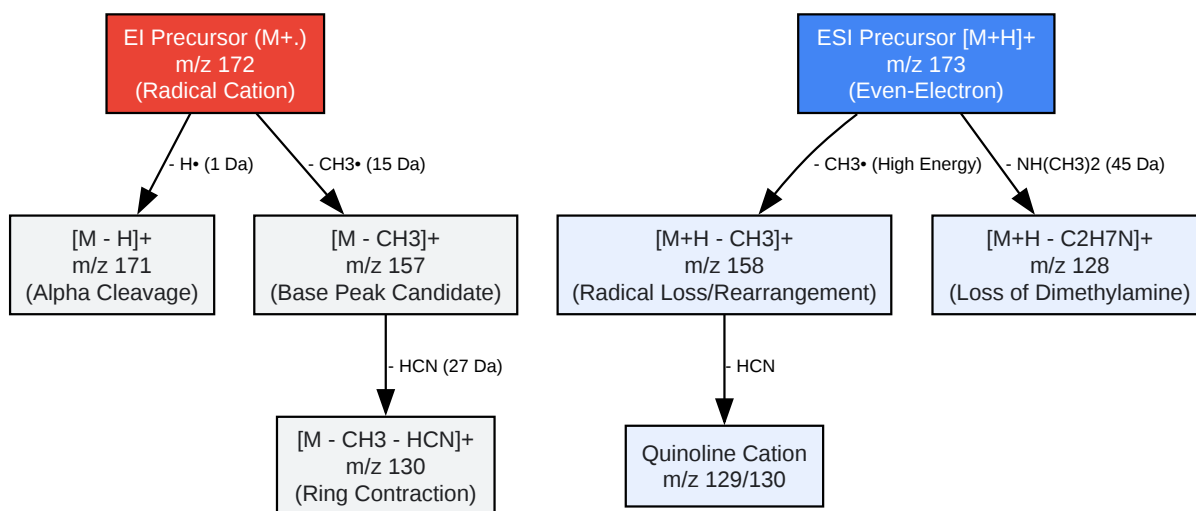 EI Precursor (M+.)
m/z 172
(Radical Cation)
ESI Precursor [M+H]+
m/z 173
(Even-Electron)
- H• (1 Da)
- CH3• (15 Da)
- CH3• (High Energy)
- NH(CH3)2 (45 Da)
[M - H]+
m/z 171
(Alpha Cleavage)
[M - CH3]+
m/z 157
(Base Peak Candidate)
[M+H - CH3]+
m/z 158
(Radical Loss/Rearrangement)
[M+H - C2H7N]+
m/z 128
(Loss of Dimethylamine)
- HCN (27 Da)
- HCN
[M - CH3 - HCN]+
m/z 130
(Ring Contraction)
Quinoline Cation
m/z 129/130